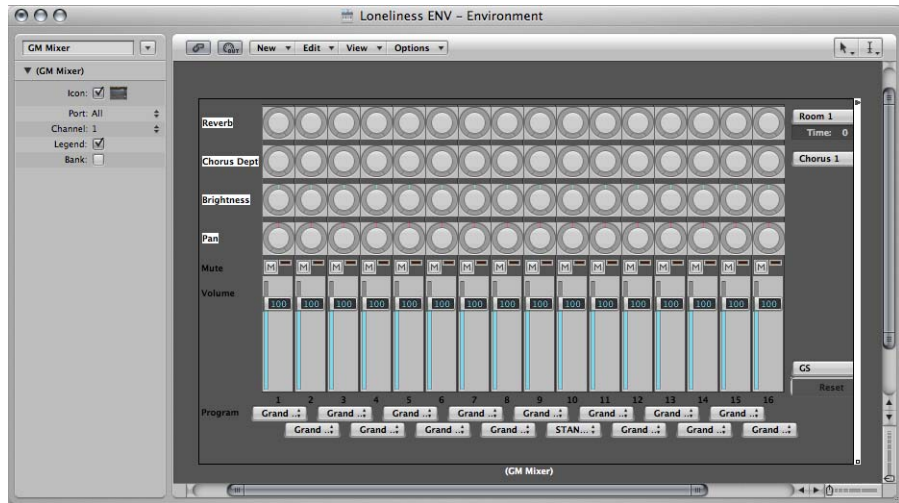 Loneliness ENV – Environment
GM Mixer
New Edit View Options
(GM Mixer)
Icon:
Port: All
Channel: 1
Legend:
Bank:
Reverb
Room 1
Time: 0
Chorus Dept
Chorus 1
Brightness
Pan
Mute M M M M M M M M M M M M M M M M
Volume
100 100 100 100 100 100 100 100 100 100 100 100 100 100 100 100
GS
Reset
1 2 3 4 5 6 7 8 9 10 11 12 13 14 15 16
Program Grand .. Grand .. Grand .. Grand .. Grand .. Grand .. Grand .. Grand ..
Grand .. Grand .. Grand .. Grand .. STAN... Grand .. Grand .. Grand ..
(GM Mixer)